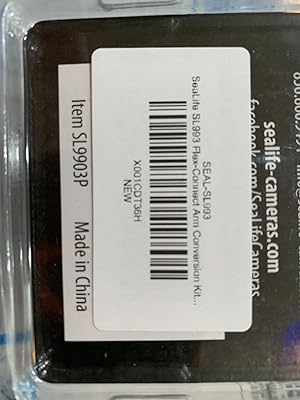 sealife-cameras.com
facebook.com/SeaLifeCameras
SEAL-SL993
SeaLife SL993 Flex-Connect Arm Conversion Kit...
X001CDT36H
NEW
Item SL9903P Made in China